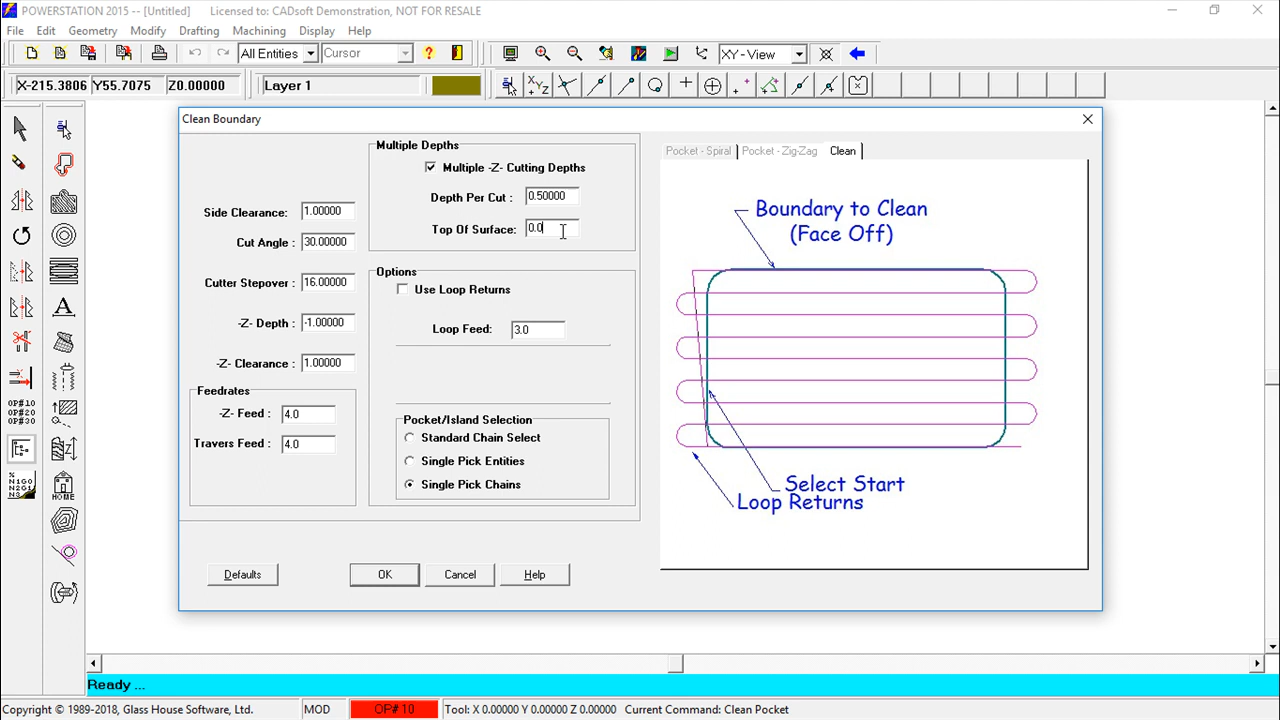 POWERSTATION 2015 -- [Untitled]    Licensed to: CADsoft Demonstration, NOT FOR RESALE
File Edit Geometry Modify Drafting Machining Display Help
All Entities Cursor ? XY - View
X-215.3806 Y55.7075 Z0.00000 Layer 1
XYZ
Clean Boundary
Multiple Depths
Multiple -Z- Cutting Depths
Depth Per Cut : 0.50000
Top Of Surface: 0.0
Side Clearance: 1.00000
Cut Angle : 30.00000
Cutter Stepover : 16.00000
-Z- Depth : -1.00000
-Z- Clearance : 1.00000
Feedrates
-Z- Feed : 4.0
Travers Feed : 4.0
Options
Use Loop Returns
Loop Feed: 3.0
Pocket/Island Selection
Standard Chain Select
Single Pick Entities
Single Pick Chains
Defaults OK Cancel Help
Pocket - Spiral Pocket - Zig-Zag Clean
Boundary to Clean
(Face Off)
Select Start
Loop Returns
A
OP#10
OP#20
OP#30
%
N1G0
N2G1
N3
HOME
Ready ...
Copyright © 1989-2018, Glass House Software, Ltd. MOD OP# 10 Tool: X 0.00000 Y 0.00000 Z 0.00000 Current Command: Clean Pocket